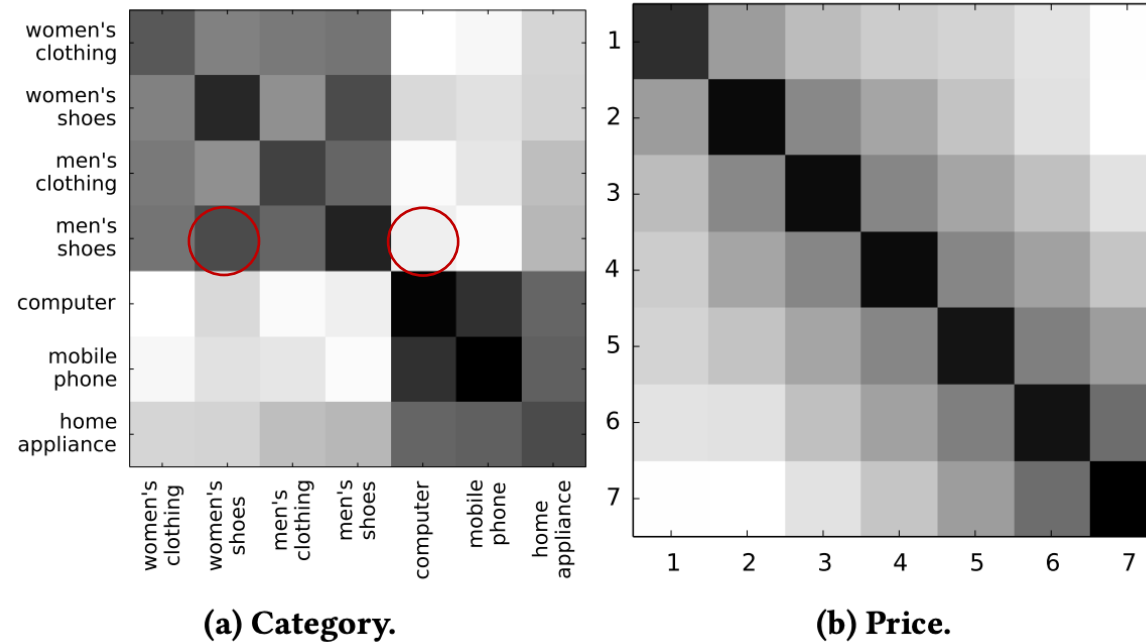 women's
clothing
women's
shoes
men's
clothing
men's
shoes
computer
mobile
phone
home
appliance
women's
clothing
women's
shoes
men's
clothing
men's
shoes
computer
mobile
phone
home
appliance
(a) Category.
1
2
3
4
5
6
7
1 2 3 4 5 6 7
(b) Price.